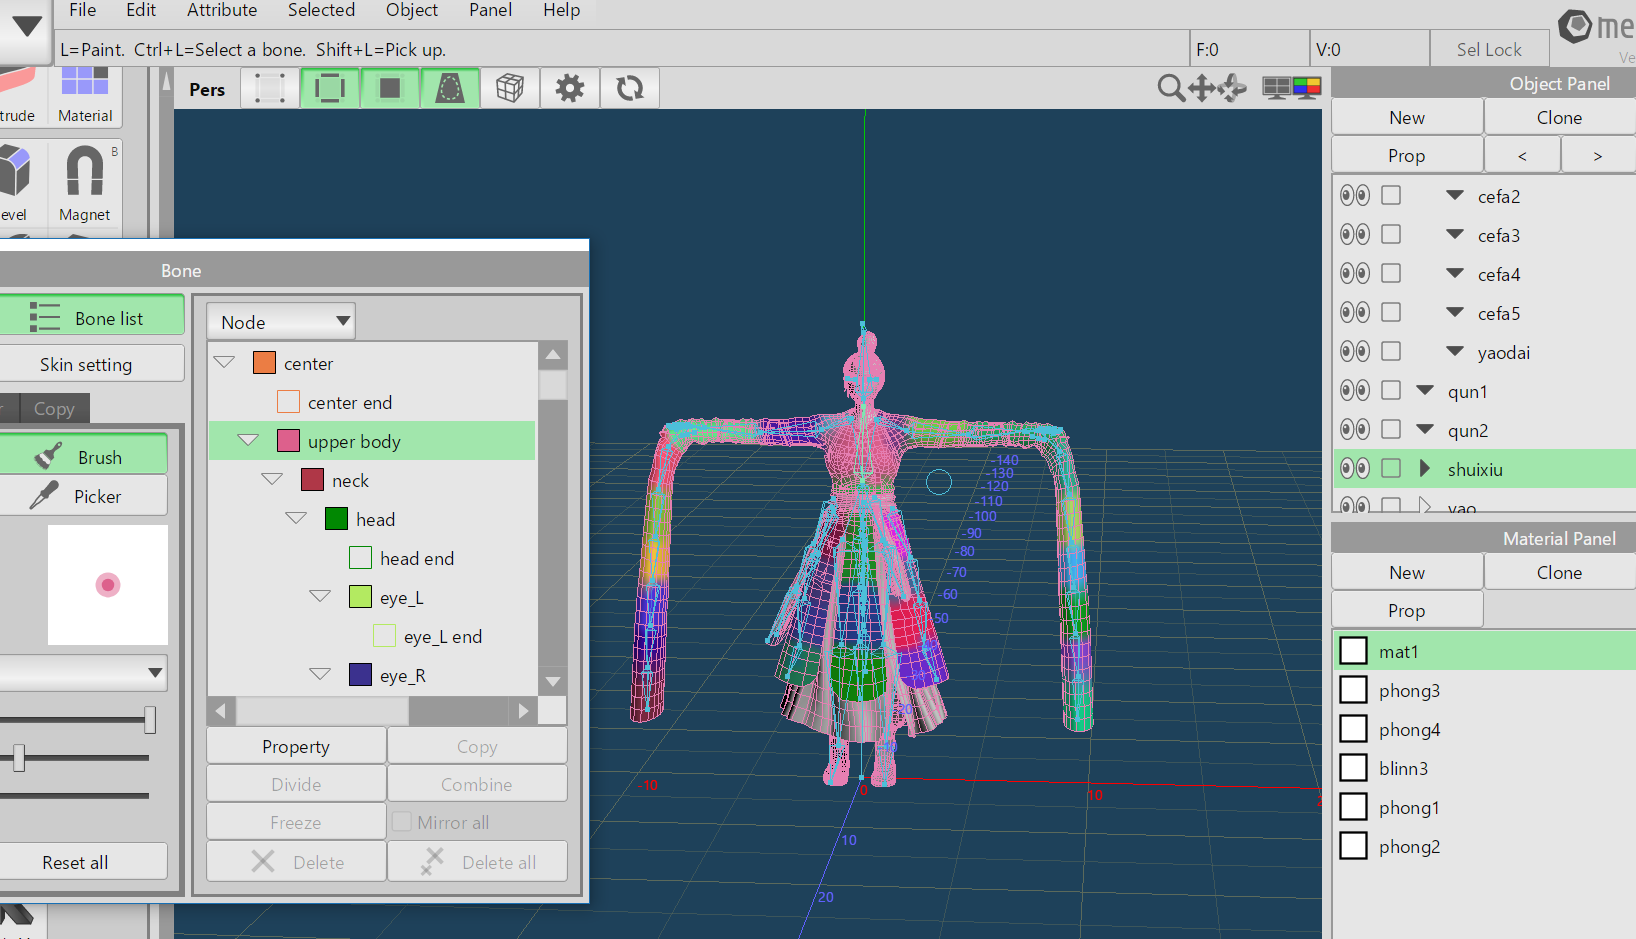 File Edit Attribute Selected Object Panel Help
L=Paint. Ctrl+L=Select a bone. Shift+L=Pick up.
F:0
V:0
Sel Lock
me
Ve
trude
Material
evel
Magnet
B
Pers
Bone
Bone list
Skin setting
r
Copy
Brush
Picker
Reset all
Node
center
center end
upper body
neck
head
head end
eye_L
eye_L end
eye_R
Property
Copy
Divide
Combine
Freeze
Mirror all
Delete
Delete all
-140
-130
-120
-110
-100
-90
-80
-70
-60
50
-20
-10
-10
0
10
10
20
Object Panel
New
Clone
Prop
<
>
cefa2
cefa3
cefa4
cefa5
yaodai
qun1
qun2
shuixiu
yao
Material Panel
New
Clone
Prop
mat1
phong3
phong4
blinn3
phong1
phong2